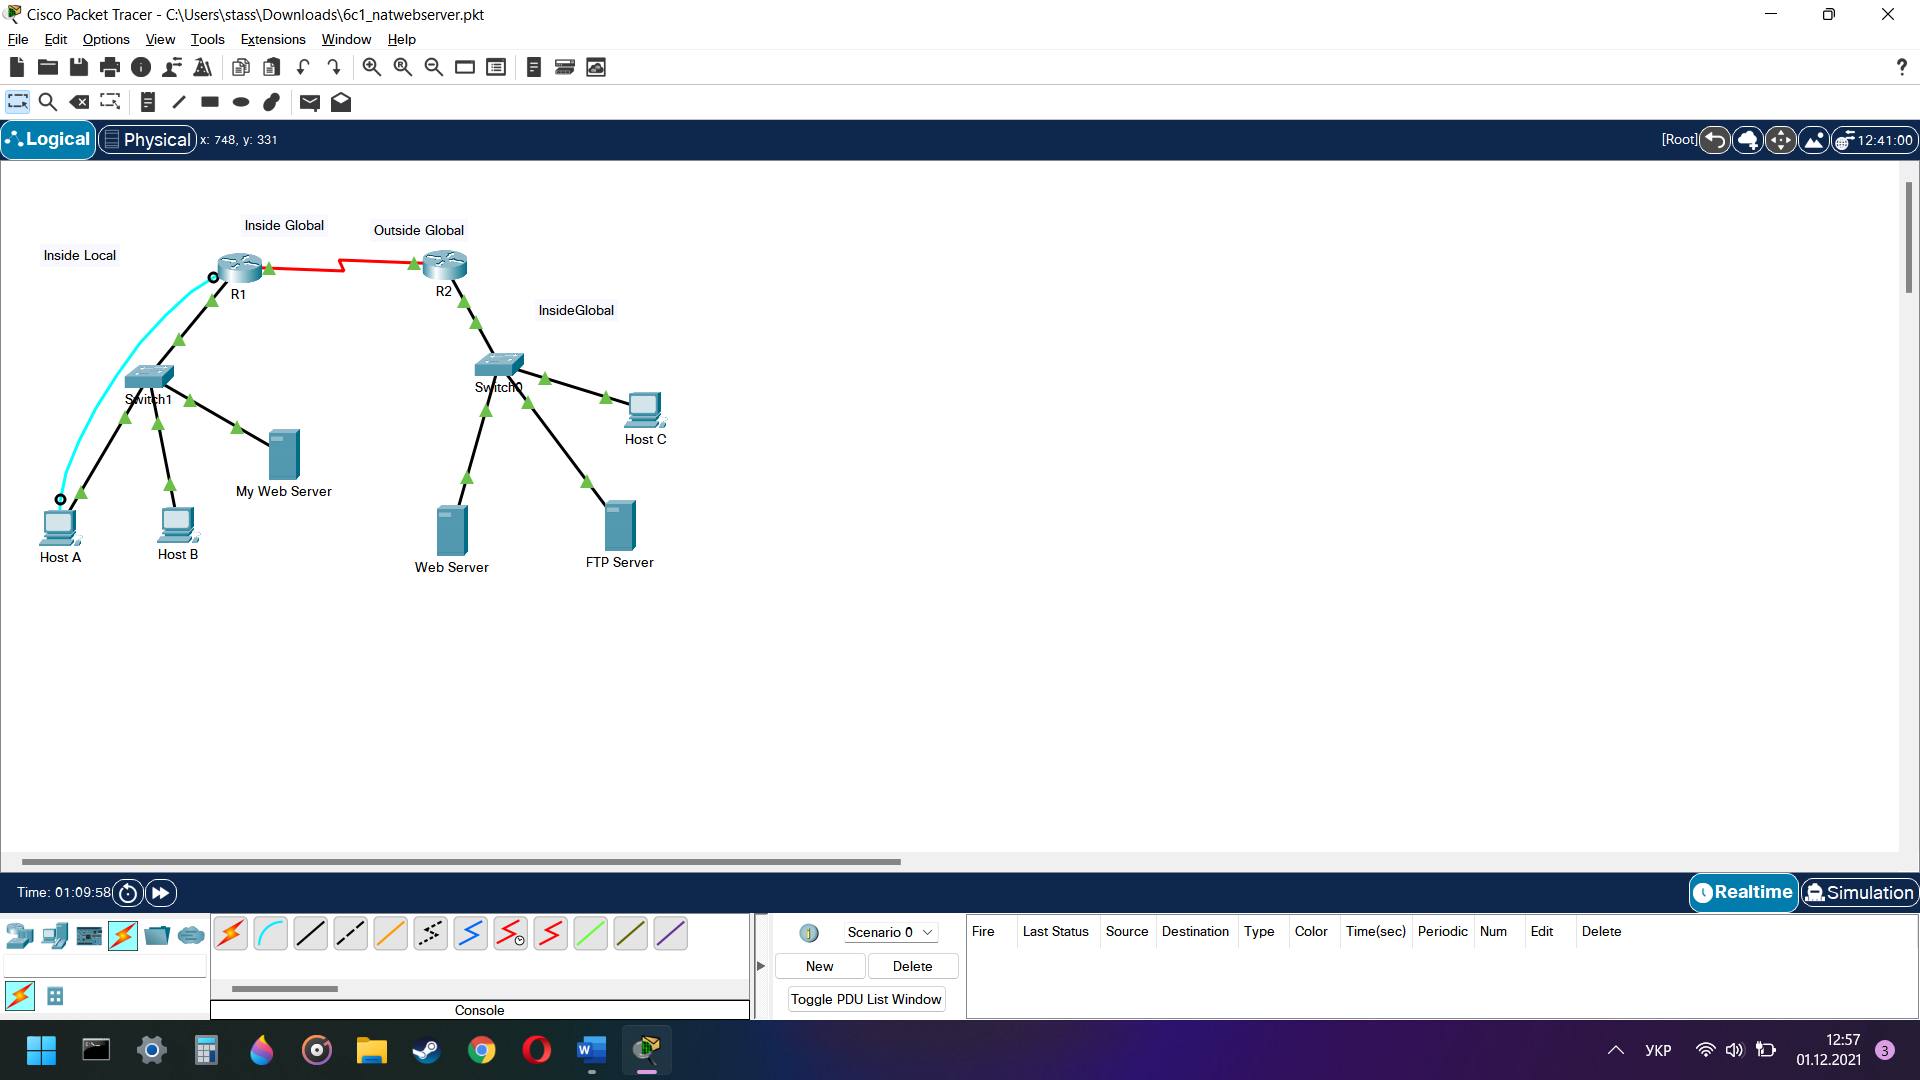 Cisco Packet Tracer - C:\Users\stass\Downloads\6c1_natwebserver.pkt
File Edit Options View Tools Extensions Window Help
Logical Physical x: 748, y: 331 [Root] 12:41:00
Inside Global
Outside Global
Inside Local
R1
R2
InsideGlobal
Switch1
Switch0
Host C
My Web Server
Host A
Host B
Web Server
FTP Server
Time: 01:09:58 Realtime Simulation
Scenario 0
Fire Last Status Source Destination Type Color Time(sec) Periodic Num Edit Delete
New Delete
Toggle PDU List Window
Console
УКР
12:57
01.12.2021
3